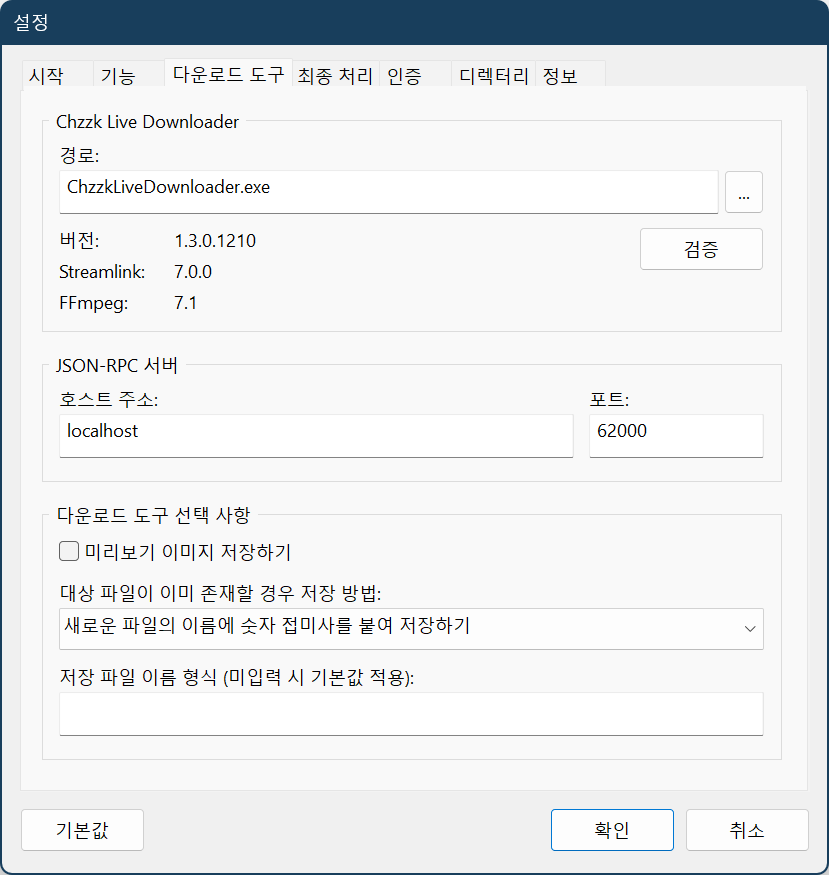 설정
시작 기능 다운로드 도구 최종 처리 인증 디렉터리 정보
Chzzk Live Downloader
경로:
ChzzkLiveDownloader.exe ...
버전: 1.3.0.1210 검증
Streamlink: 7.0.0
FFmpeg: 7.1
JSON-RPC 서버
호스트 주소: 포트:
localhost 62000
다운로드 도구 선택 사항
미리보기 이미지 저장하기
대상 파일이 이미 존재할 경우 저장 방법:
새로운 파일의 이름에 숫자 접미사를 붙여 저장하기
저장 파일 이름 형식 (미입력 시 기본값 적용):
기본값 확인 취소